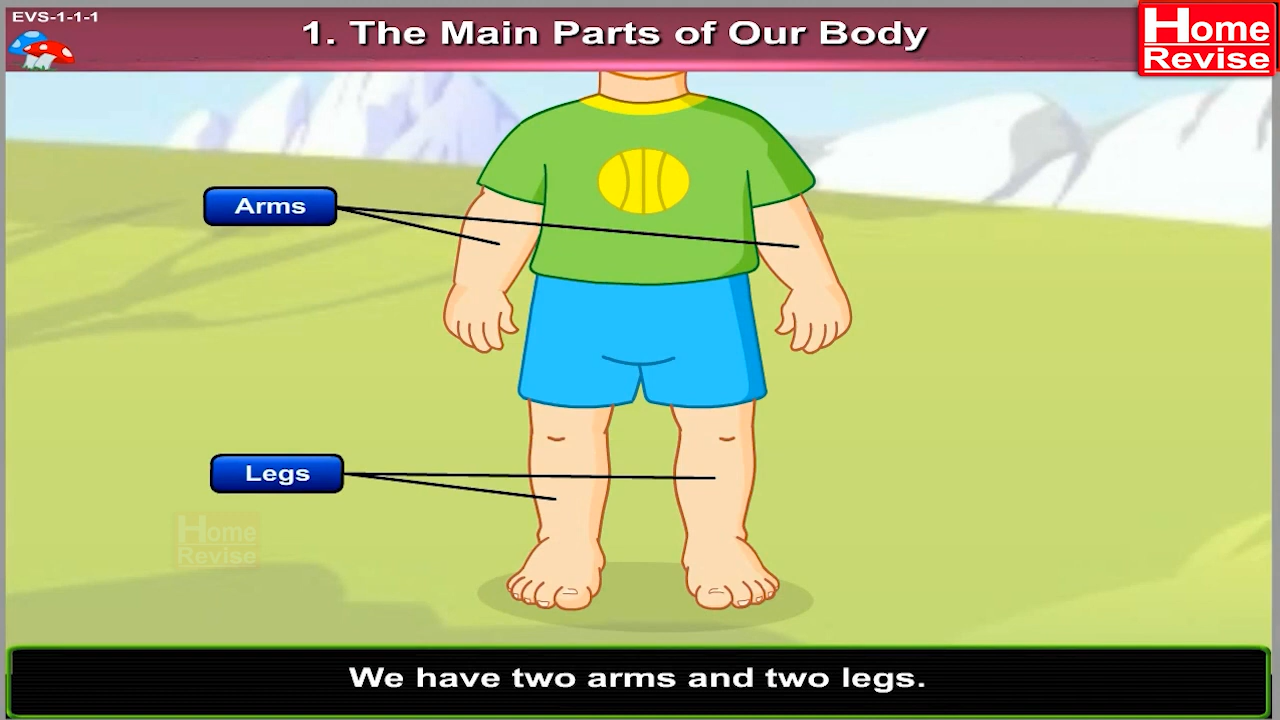 EVS-1-1-1
1. The Main Parts of Our Body
Home
Revise
Arms
Legs
Home
Revise
We have two arms and two legs.